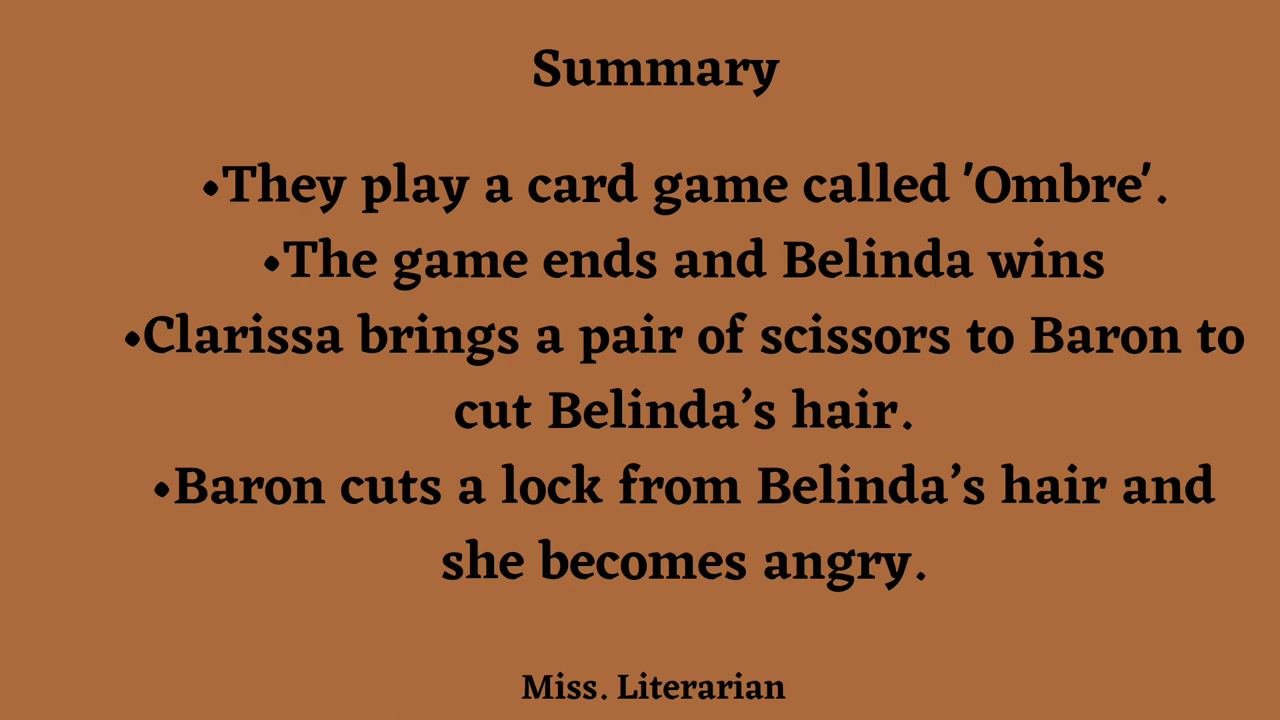 Summary
•They play a card game called 'Ombre'.
•The game ends and Belinda wins
•Clarissa brings a pair of scissors to Baron to
cut Belinda’s hair.
•Baron cuts a lock from Belinda’s hair and
she becomes angry.
Miss. Literarian